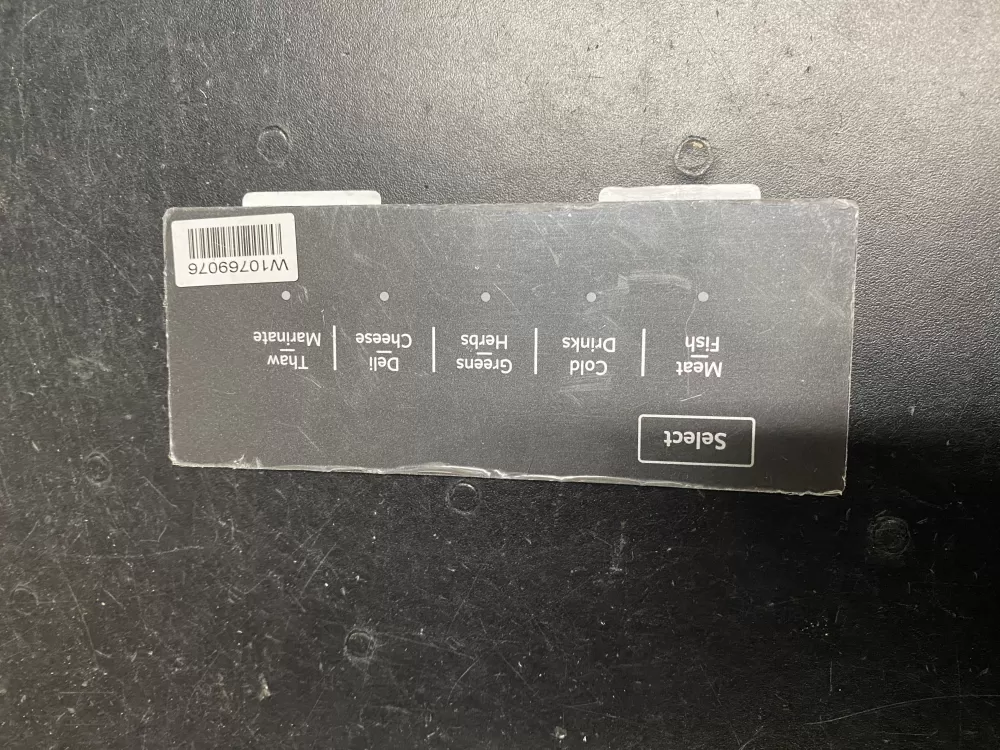 Select
Meat
Fish
Cold
Drinks
Greens
Herbs
Deli
Cheese
Thaw
Marinate
W10769076